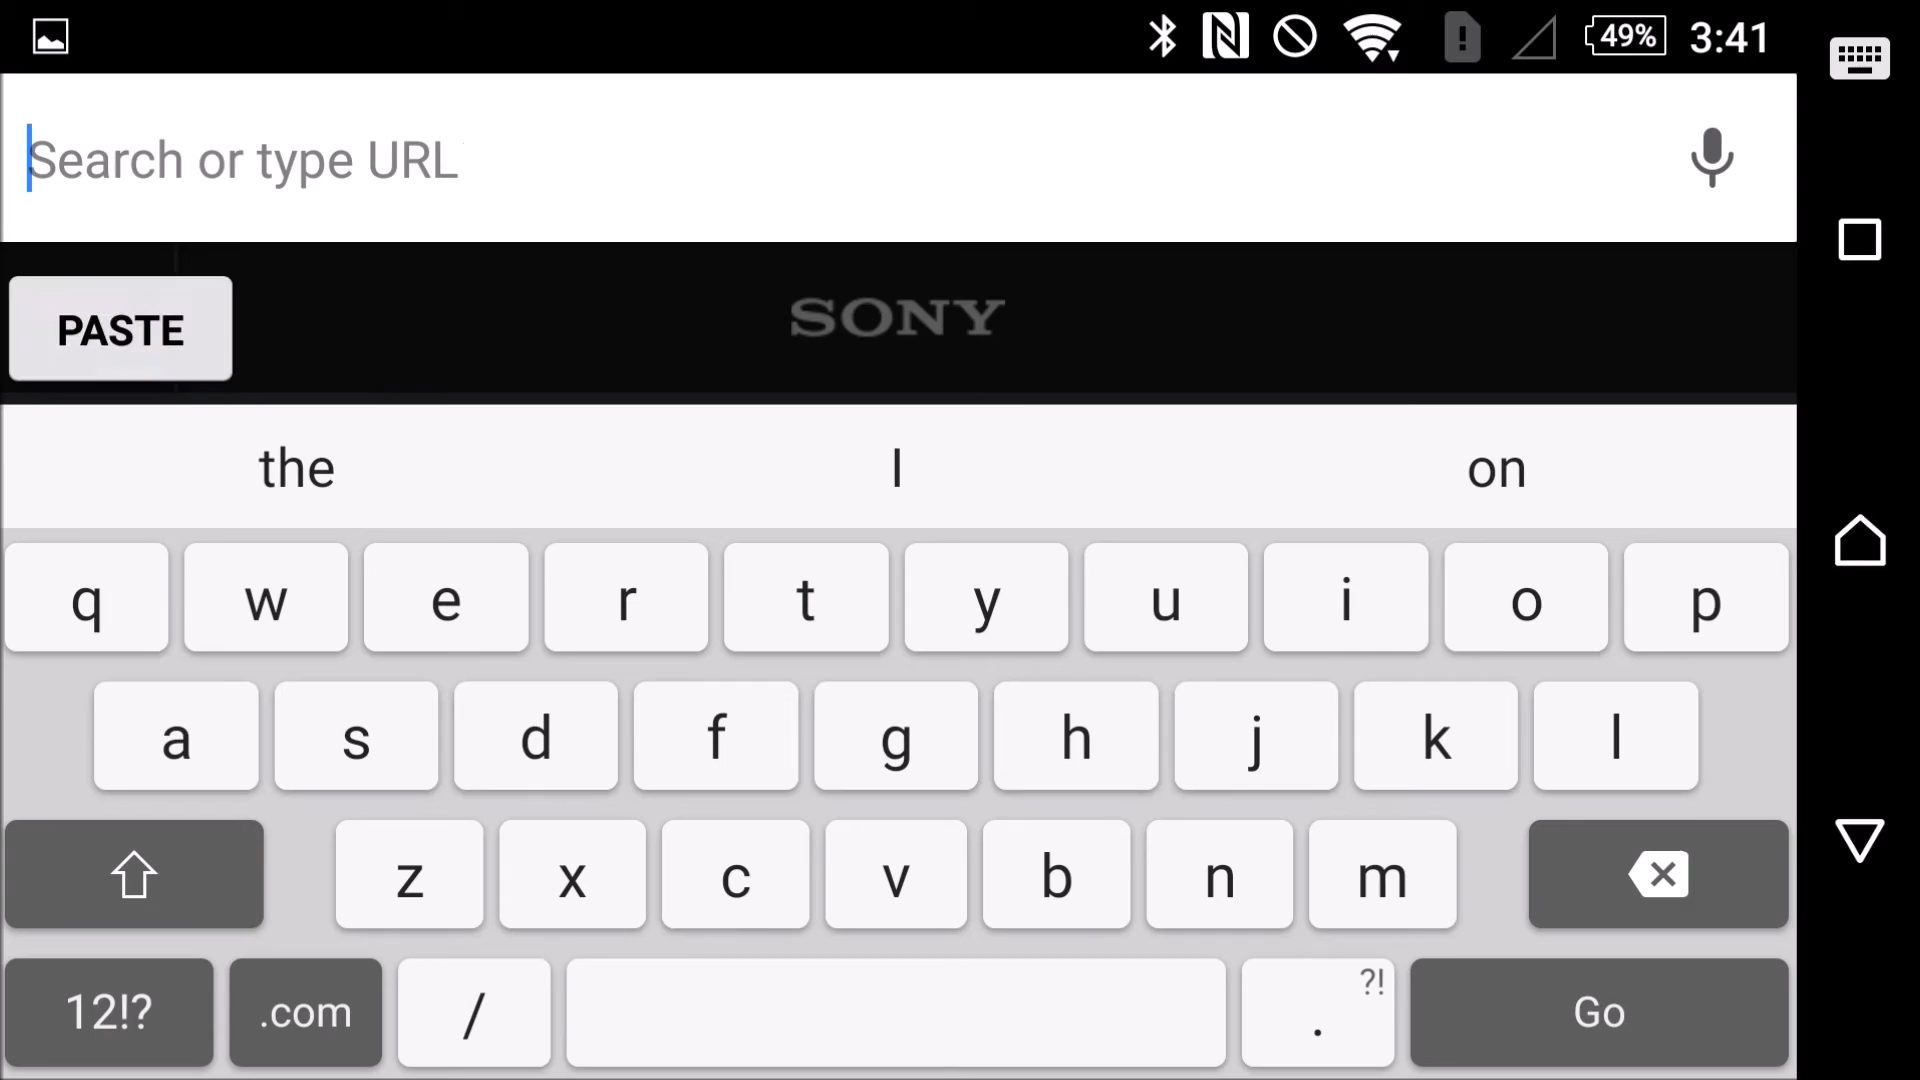 49% 3:41
Search or type URL
SONY
PASTE
the I on
q w e r t y u i o p
a s d f g h j k l
z x c v b n m
?!
12!? .com / . Go